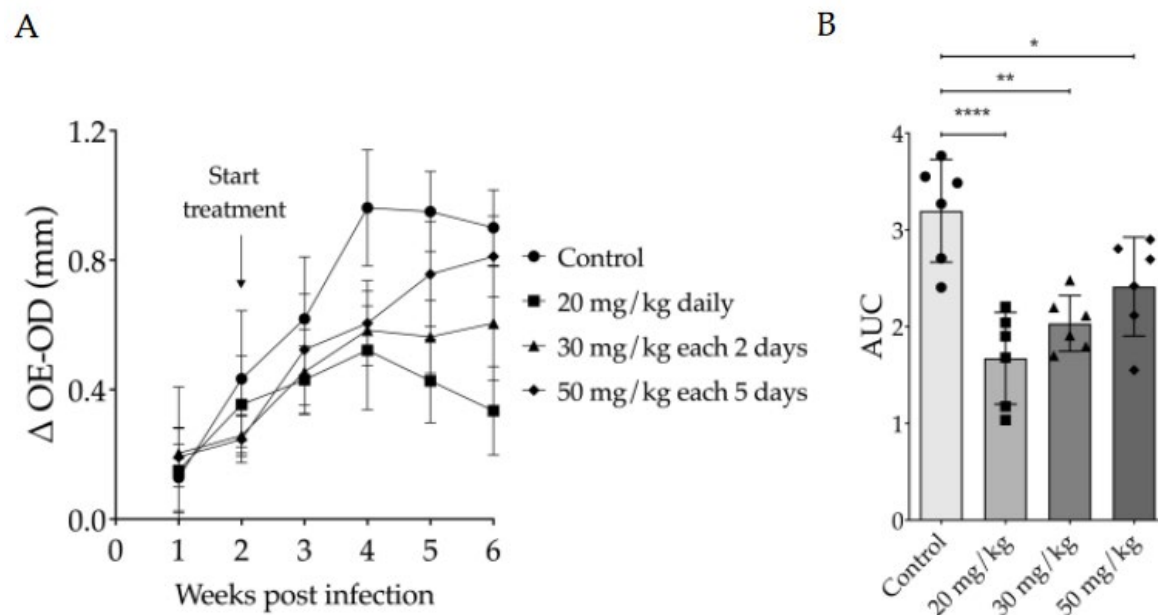 A
Δ OE-OD (mm)
1.2
0.8
0.4
0.0
Start
treatment
0 1 2 3 4 5 6
Weeks post infection
Control
20 mg/kg daily
30 mg/kg each 2 days
50 mg/kg each 5 days
B
*
**
****
AUC
4
3
2
1
0
Control
20 mg/kg
30 mg/kg
50 mg/kg